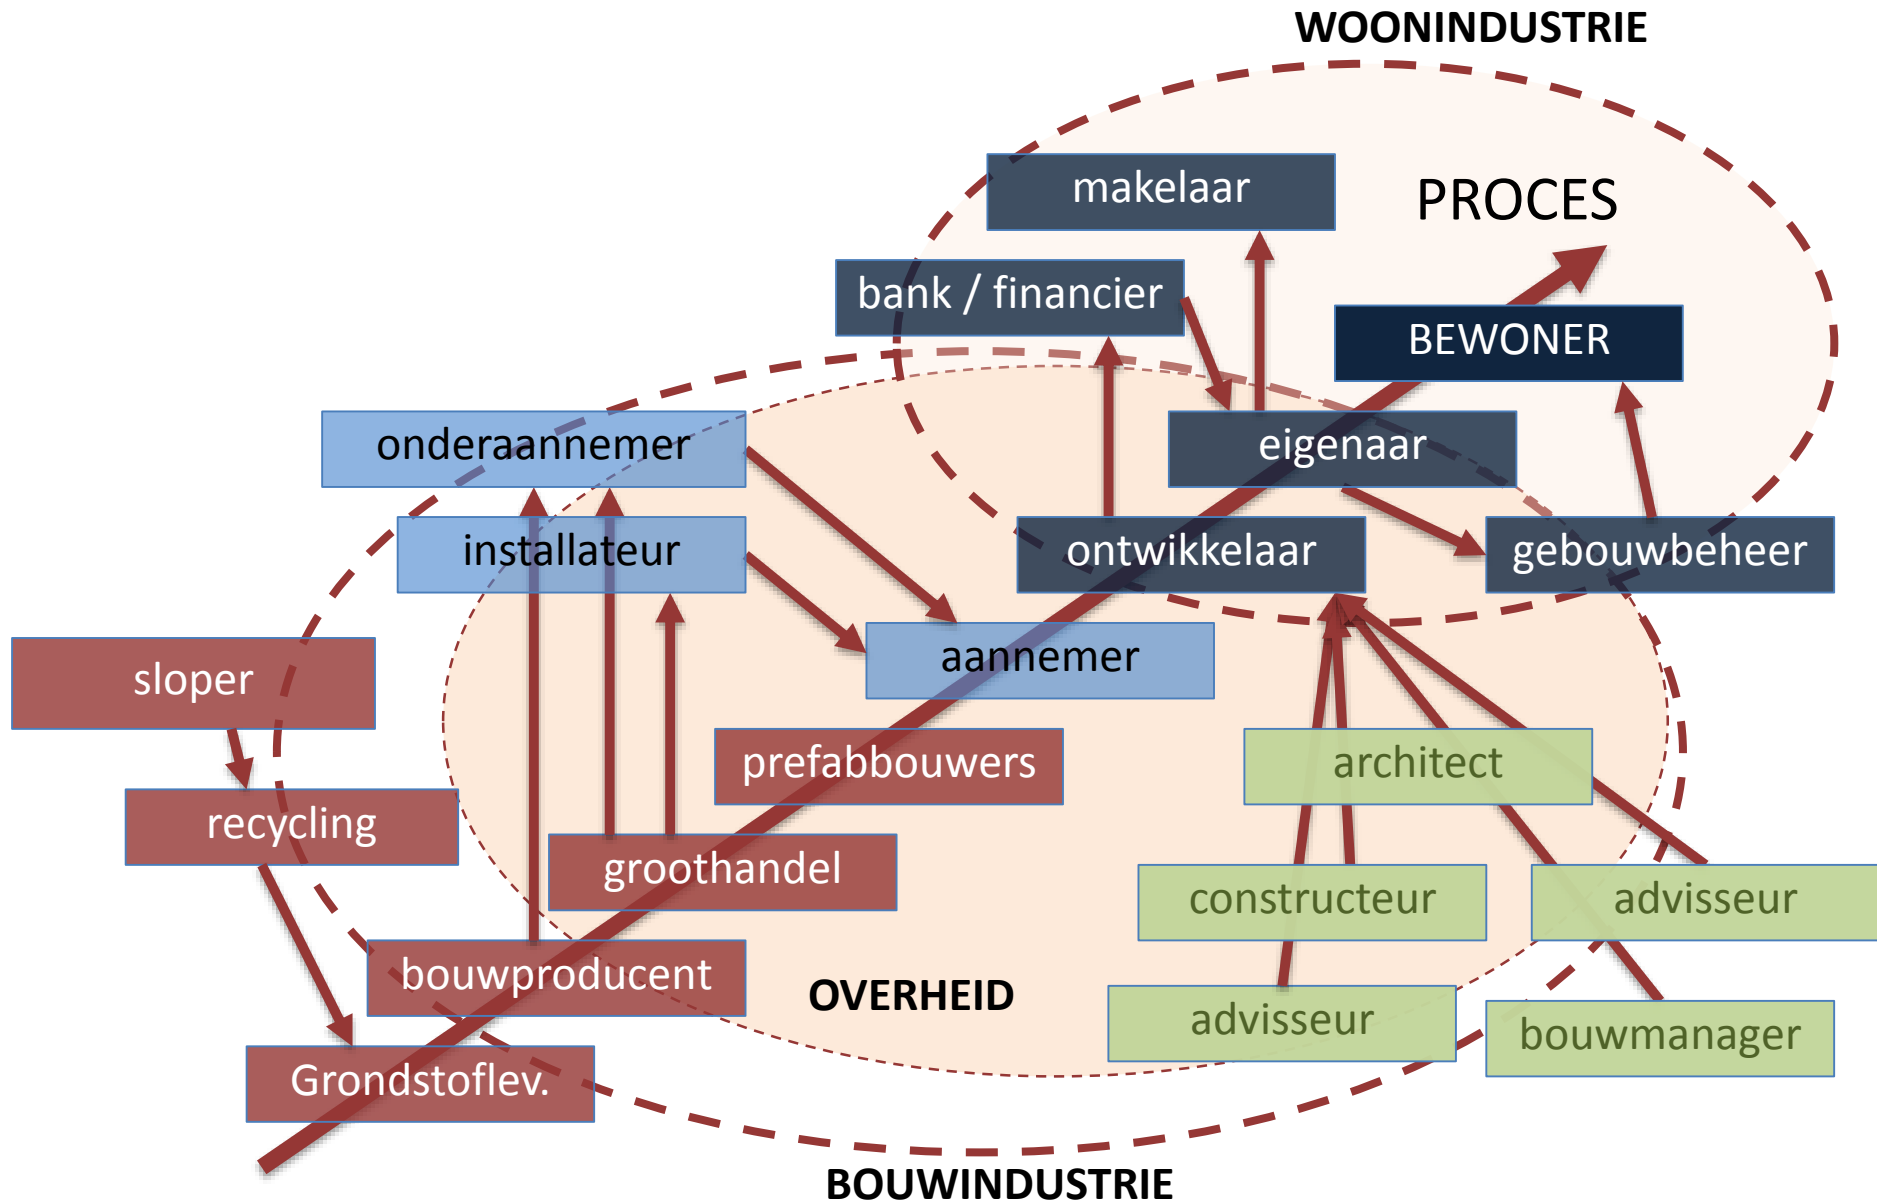 WOONINDUSTRIE
makelaar
PROCES
bank / financier
BEWONER
onderaannemer
eigenaar
installateur
ontwikkelaar
gebouwbeheer
aannemer
sloper
prefabbouwers
architect
recycling
groothandel
constructeur
advisseur
bouwproducent
OVERHEID
advisseur
bouwmanager
Grondstoflev.
BOUWINDUSTRIE